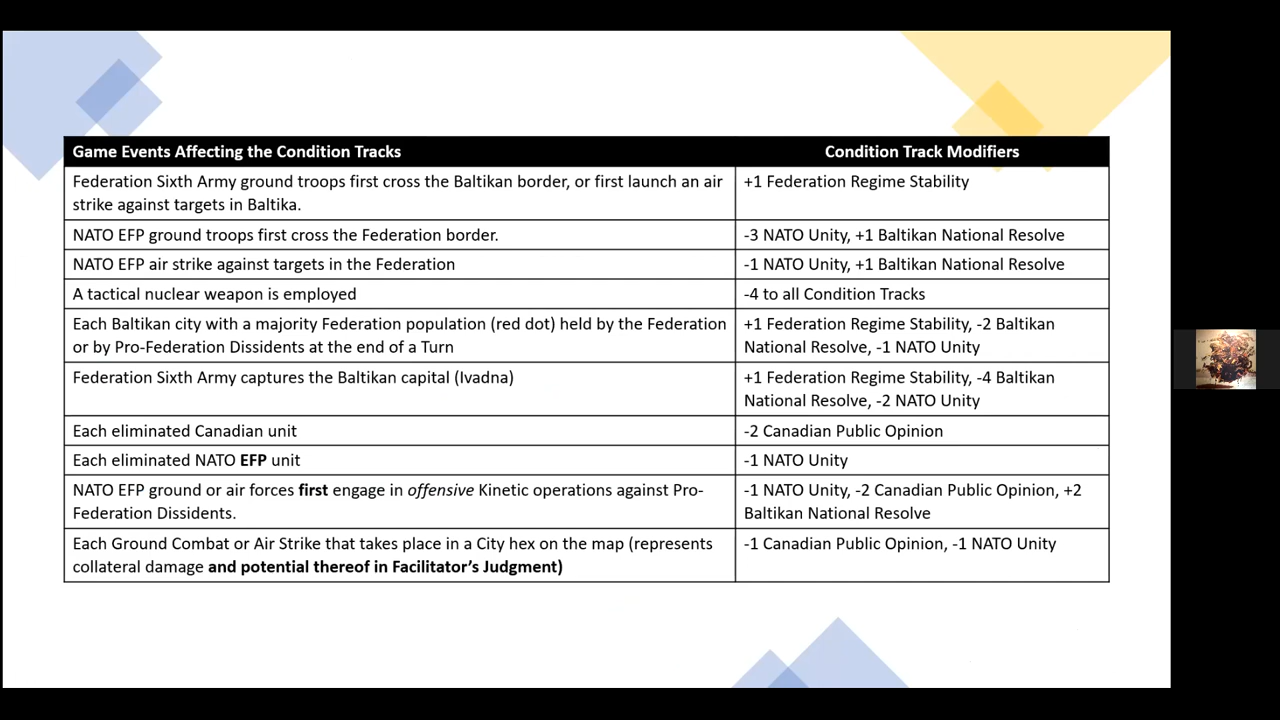 Game Events Affecting the Condition Tracks
Condition Track Modifiers
Federation Sixth Army ground troops first cross the Baltikan border, or first launch an air
strike against targets in Baltika.
+1 Federation Regime Stability
NATO EFP ground troops first cross the Federation border.
-3 NATO Unity, +1 Baltikan National Resolve
NATO EFP air strike against targets in the Federation
-1 NATO Unity, +1 Baltikan National Resolve
A tactical nuclear weapon is employed
-4 to all Condition Tracks
Each Baltikan city with a majority Federation population (red dot) held by the Federation
or by Pro-Federation Dissidents at the end of a Turn
+1 Federation Regime Stability, -2 Baltikan
National Resolve, -1 NATO Unity
Federation Sixth Army captures the Baltikan capital (Ivadna)
+1 Federation Regime Stability, -4 Baltikan
National Resolve, -2 NATO Unity
Each eliminated Canadian unit
-2 Canadian Public Opinion
Each eliminated NATO EFP unit
-1 NATO Unity
NATO EFP ground or air forces first engage in offensive Kinetic operations against Pro-
Federation Dissidents.
-1 NATO Unity, -2 Canadian Public Opinion, +2
Baltikan National Resolve
Each Ground Combat or Air Strike that takes place in a City hex on the map (represents
collateral damage and potential thereof in Facilitator's Judgment)
-1 Canadian Public Opinion, -1 NATO Unity